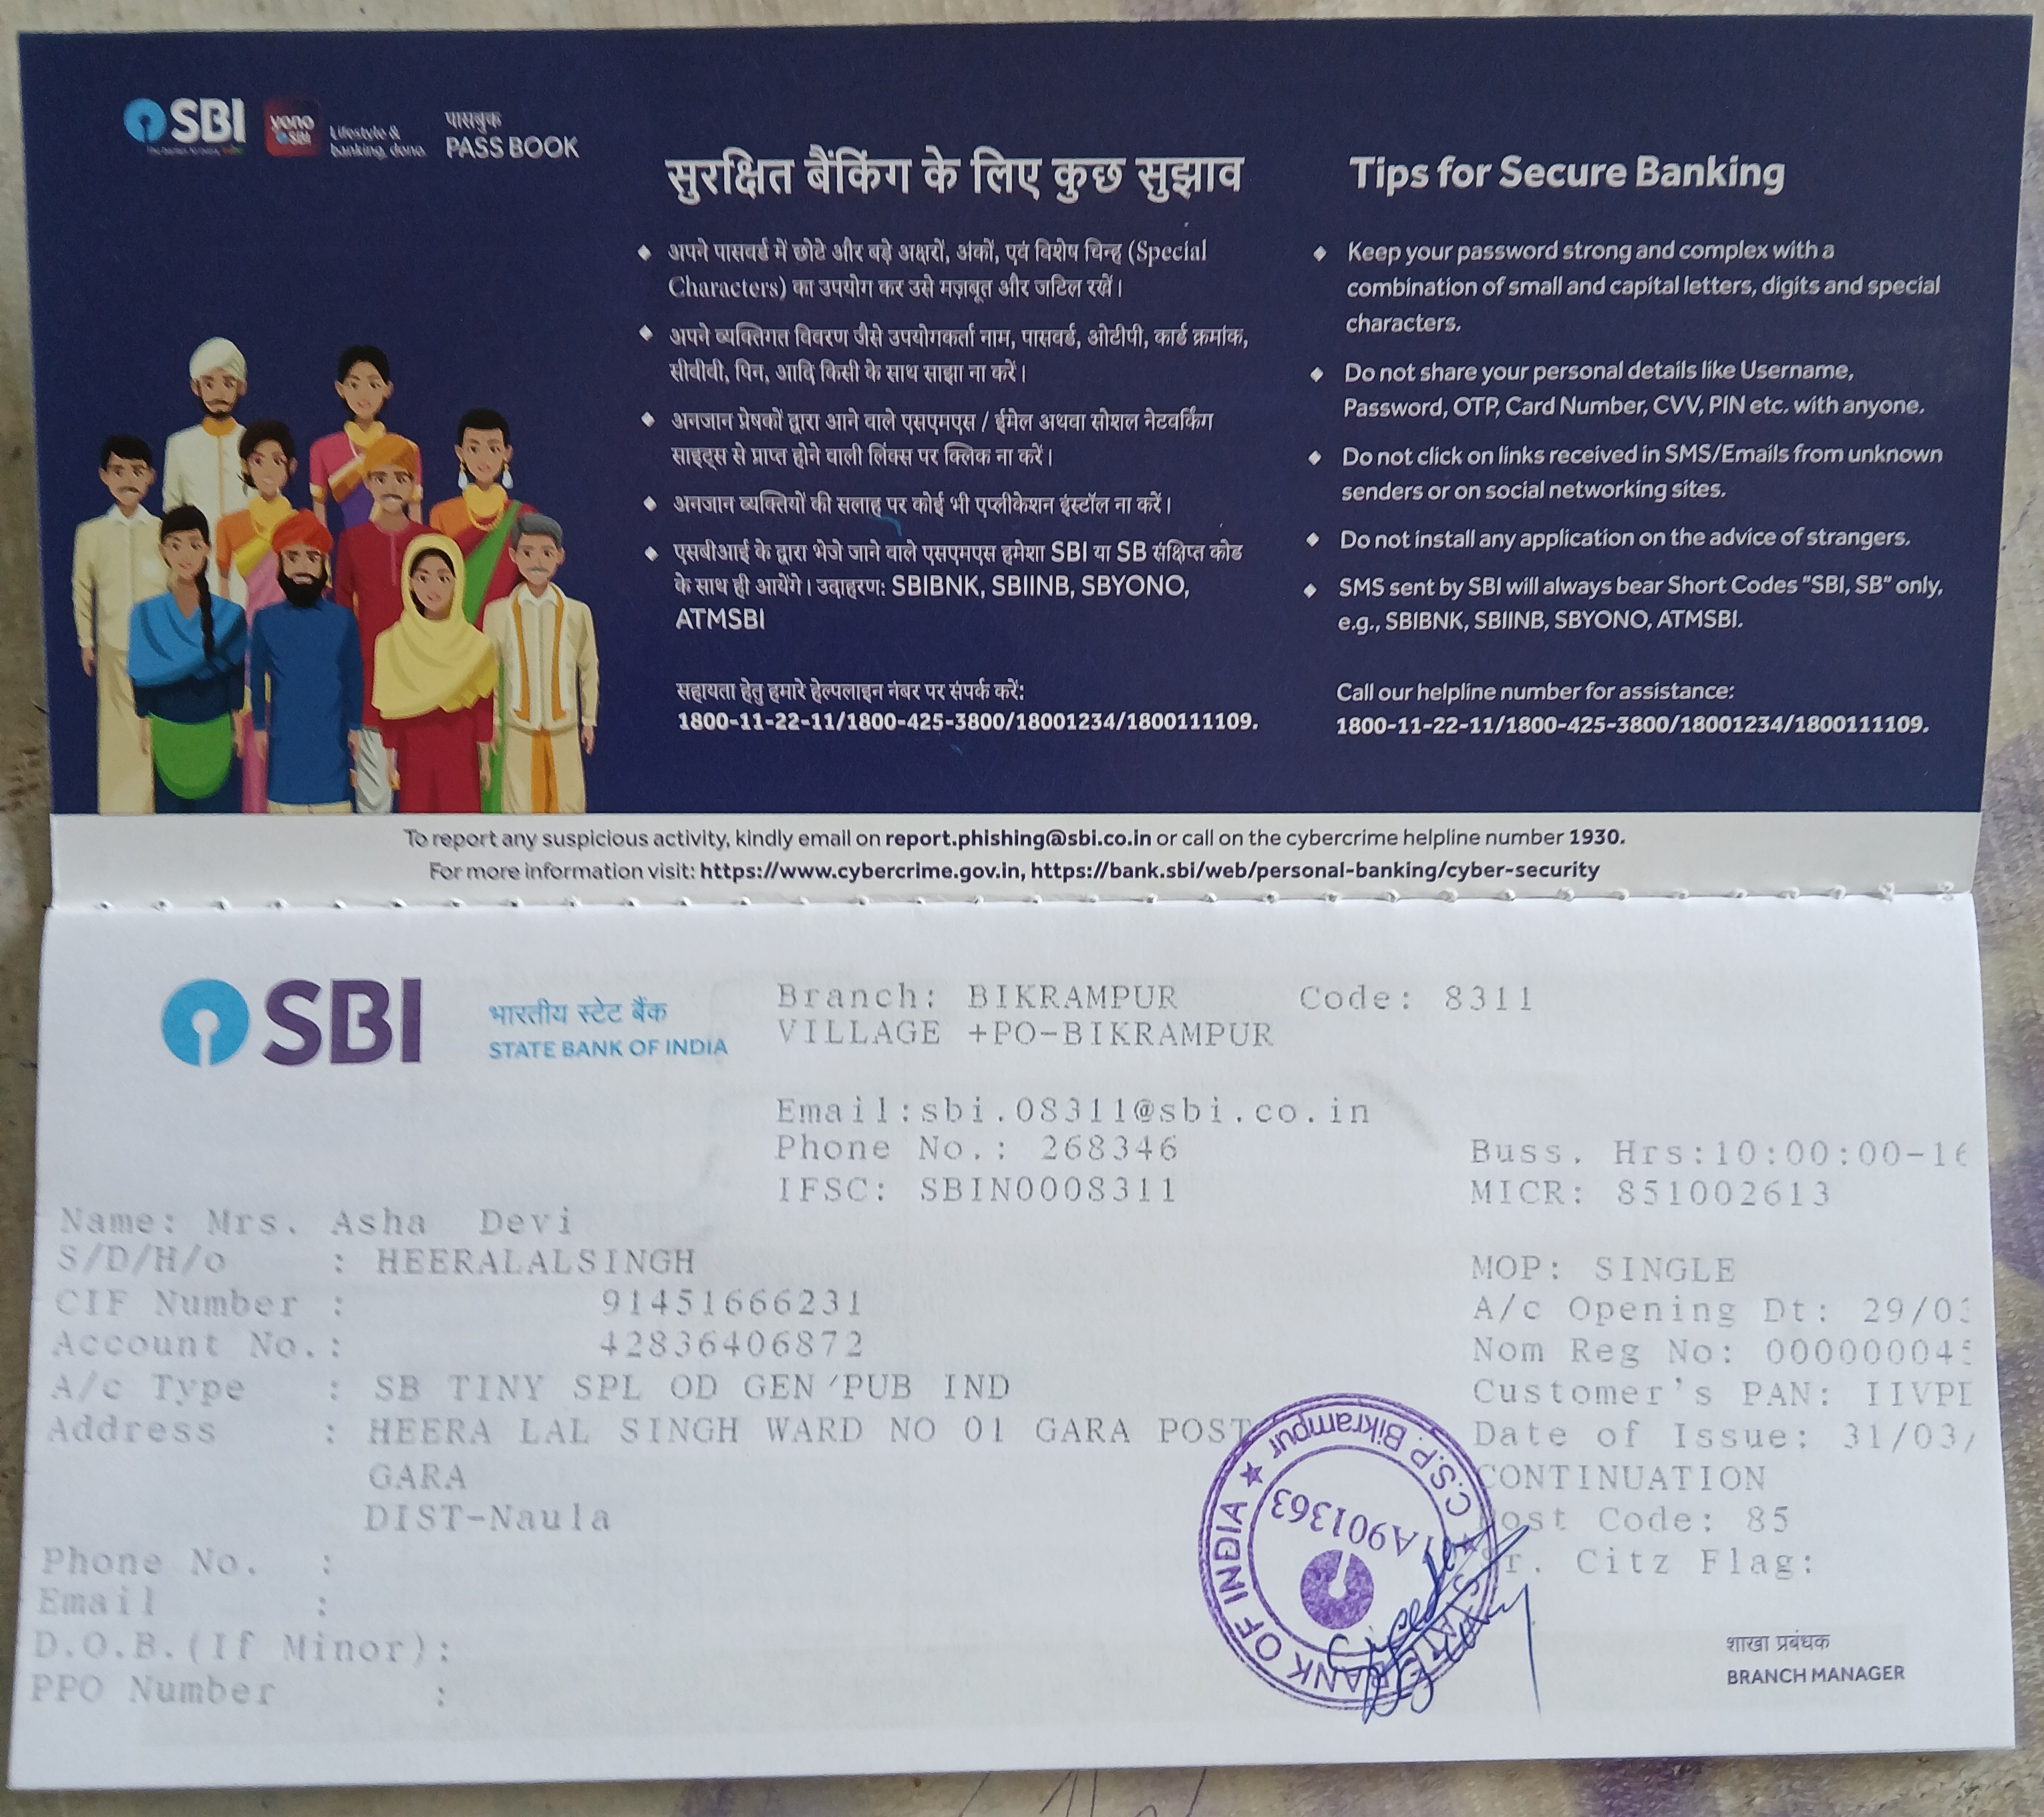 SBI
yono SBI
Lifestyle & banking, done.
पासबुक
PASS BOOK
सुरक्षित बैंकिंग के लिए कुछ सुझाव
अपने पासवर्ड में छोटे और बड़े अक्षरों, अंकों, एवं विशेष चिन्ह (Special
Characters) का उपयोग कर उसे मज़बूत और जटिल रखें।
अपने व्यक्तिगत विवरण जैसे उपयोगकर्ता नाम, पासवर्ड, ओटीपी, कार्ड क्रमांक,
सीवीवी, पिन, आदि किसी के साथ साझा ना करें।
अनजान प्रेषकों द्वारा आने वाले एसएमएस / ईमेल अथवा सोशल नेटवर्किंग
साइट्स से प्राप्त होने वाली लिंक्स पर क्लिक ना करें।
अनजान व्यक्तियों की सलाह पर कोई भी एप्लीकेशन इंस्टॉल ना करें।
एसबीआई के द्वारा भेजे जाने वाले एसएमएस हमेशा SBI या SB संक्षिप्त कोड
के साथ ही आयेंगे। उदाहरण: SBIBNK, SBIINB, SBYONO,
ATMSBI
सहायता हेतु हमारे हेल्पलाइन नंबर पर संपर्क करें:
1800-11-22-11/1800-425-3800/18001234/1800111109.
Tips for Secure Banking
Keep your password strong and complex with a
combination of small and capital letters, digits and special
characters.
Do not share your personal details like Username,
Password, OTP, Card Number, CVV, PIN etc. with anyone.
Do not click on links received in SMS/Emails from unknown
senders or on social networking sites.
Do not install any application on the advice of strangers.
SMS sent by SBI will always bear Short Codes "SBI, SB" only,
e.g., SBIBNK, SBIINB, SBYONO, ATMSBI.
Call our helpline number for assistance:
1800-11-22-11/1800-425-3800/18001234/1800111109.
To report any suspicious activity, kindly email on report.phishing@sbi.co.in or call on the cybercrime helpline number 1930.
For more information visit: https://www.cybercrime.gov.in, https://bank.sbi/web/personal-banking/cyber-security
SBI
भारतीय स्टेट बैंक
STATE BANK OF INDIA
Branch: BIKRAMPUR Code: 8311
VILLAGE +PO-BIKRAMPUR
Email:sbi.08311@sbi.co.in
Phone No.: 268346
Buss. Hrs:10:00:00-16
IFSC: SBIN0008311
MICR: 851002613
Name: Mrs. Asha Devi
S/D/H/o : HEERALALSINGH
MOP: SINGLE
CIF Number : 91451666231
A/c Opening Dt: 29/03
Account No.: 42836406872
Nom Reg No: 000000045
A/c Type : SB TINY SPL OD GEN'PUB IND
Customer's PAN: IIVPD
Address : HEERA LAL SINGH WARD NO 01 GARA POST
Date of Issue: 31/03/
GARA
CONTINUATION
DIST-Naula
Post Code: 85
Phone No. :
Sr. Citz Flag:
Email :
D.O.B.(If Minor):
PPO Number :
BANK OF INDIA ★ C.S.P. Bikrampur
1A901363
शाखा प्रबंधक
BRANCH MANAGER